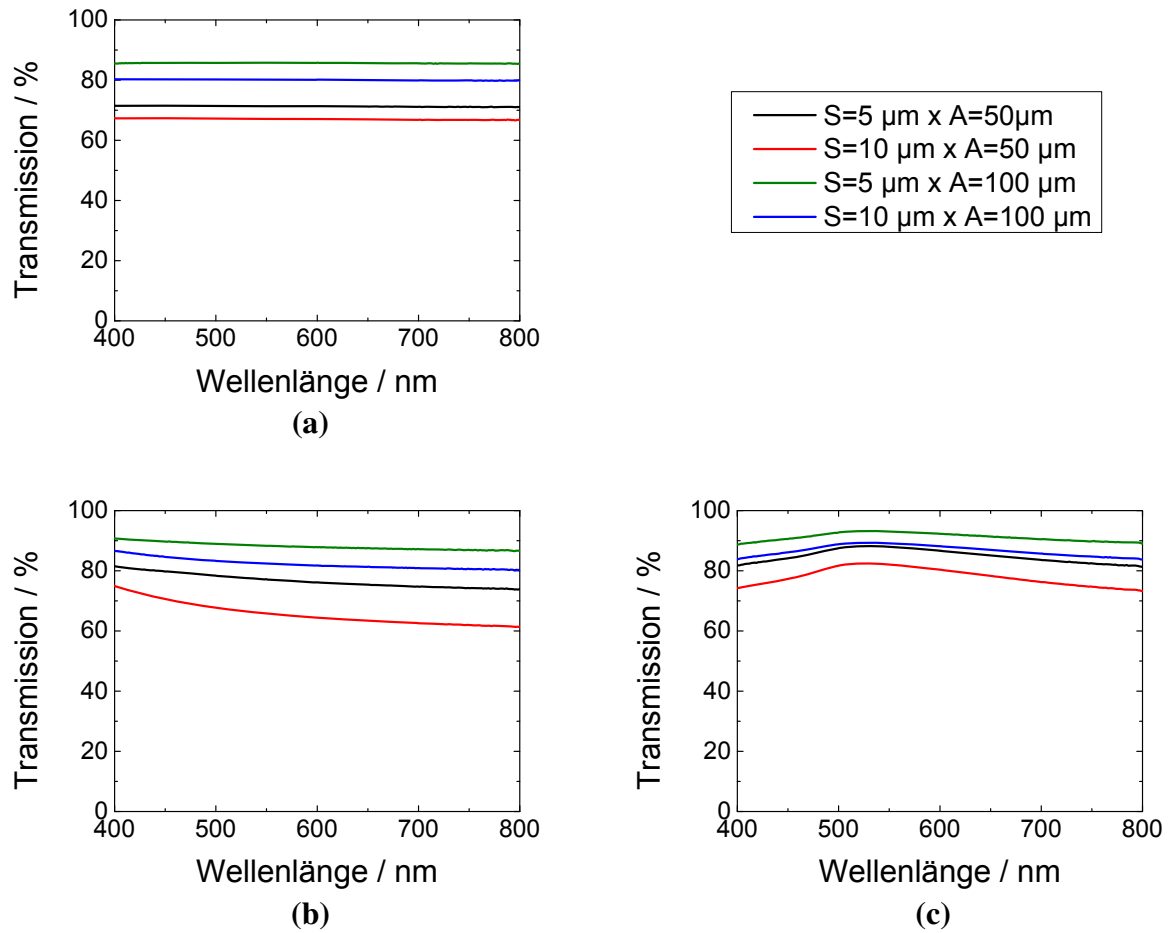 100
80
60
40
20
0
Transmission / %
400 500 600 700 800
Wellenlänge / nm
(a)
S=5 µm x A=50µm
S=10 µm x A=50 µm
S=5 µm x A=100 µm
S=10 µm x A=100 µm
100
80
60
40
20
0
Transmission / %
400 500 600 700 800
Wellenlänge / nm
(b)
100
80
60
40
20
0
Transmission / %
400 500 600 700 800
Wellenlänge / nm
(c)